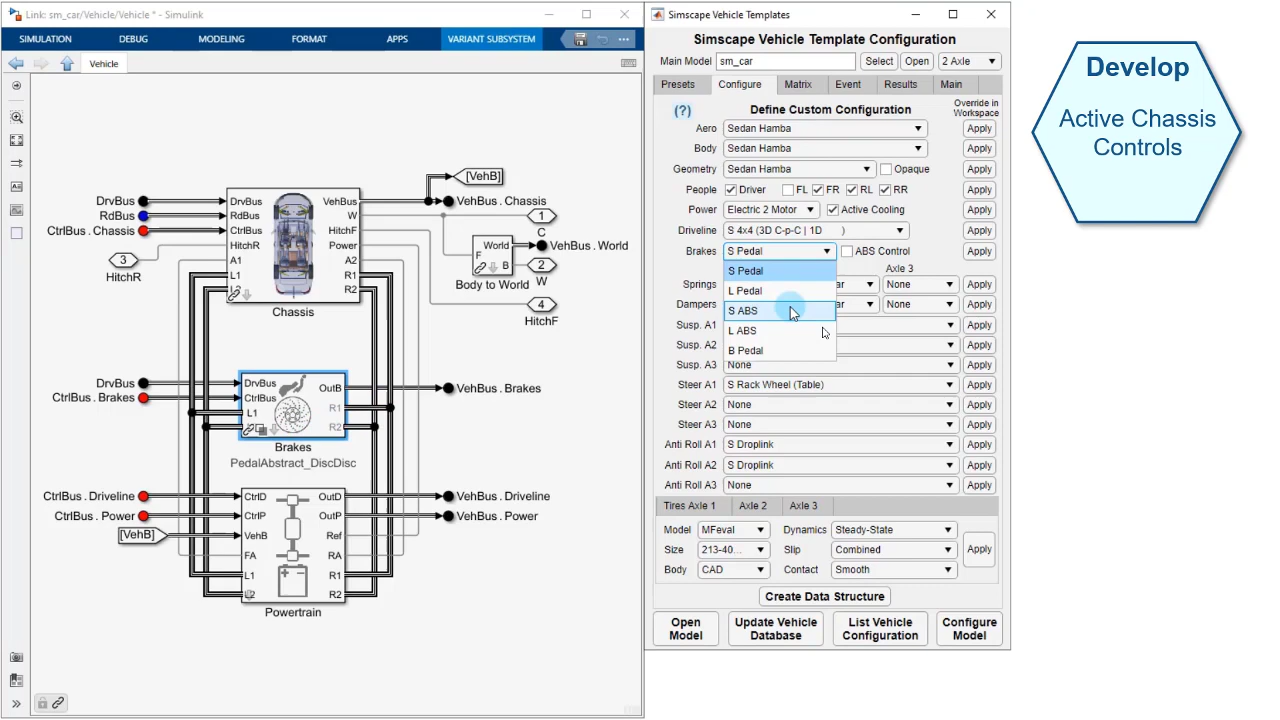 Link: sm_car/Vehicle/Vehicle * - Simulink
SIMULATION DEBUG MODELING FORMAT APPS VARIANT SUBSYSTEM
Vehicle
[VehB]
DrvBus DrvBus VehBus VehBus . Chassis
RdBus RdBus W 1
CtrlBus . Chassis CtrlBus HitchF C
3 HitchR Power World VehBus . World
HitchR A1 A2 F B 2
L1 R1 Body to World W
L2 R2 4
Chassis HitchF
DrvBus DrvBus OutB VehBus . Brakes
CtrlBus . Brakes CtrlBus R1
L1 R2
Brakes
PedalAbstract_DiscDisc
CtrlBus . Driveline CtrlD OutD VehBus . Driveline
CtrlBus . Power CtrlP OutP VehBus . Power
[VehB] VehB Ref
FA RA
L1 R1
L2 R2
Powertrain
Simscape Vehicle Templates
Simscape Vehicle Template Configuration
Main Model sm_car Select Open 2 Axle
Presets Configure Matrix Event Results Main
(?) Define Custom Configuration Override in
Workspace
Aero Sedan Hamba Apply
Body Sedan Hamba Apply
Geometry Sedan Hamba Opaque Apply
People Driver FL FR RL RR Apply
Power Electric 2 Motor Active Cooling Apply
Driveline S 4x4 (3D C-p-C | 1D ) Apply
Brakes S Pedal ABS Control Apply
S Pedal Axle 3
Springs L Pedal ar None Apply
Dampers S ABS ar None Apply
Susp. A1 L ABS Apply
Susp. A2 B Pedal Apply
Susp. A3 None Apply
Steer A1 S Rack Wheel (Table) Apply
Steer A2 None Apply
Steer A3 None Apply
Anti Roll A1 S Droplink Apply
Anti Roll A2 S Droplink Apply
Anti Roll A3 None Apply
Tires Axle 1 Axle 2 Axle 3
Model MFeval Dynamics Steady-State
Size 213-40... Slip Combined Apply
Body CAD Contact Smooth
Create Data Structure
Open
Model
Update Vehicle
Database
List Vehicle
Configuration
Configure
Model
Develop
Active Chassis
Controls